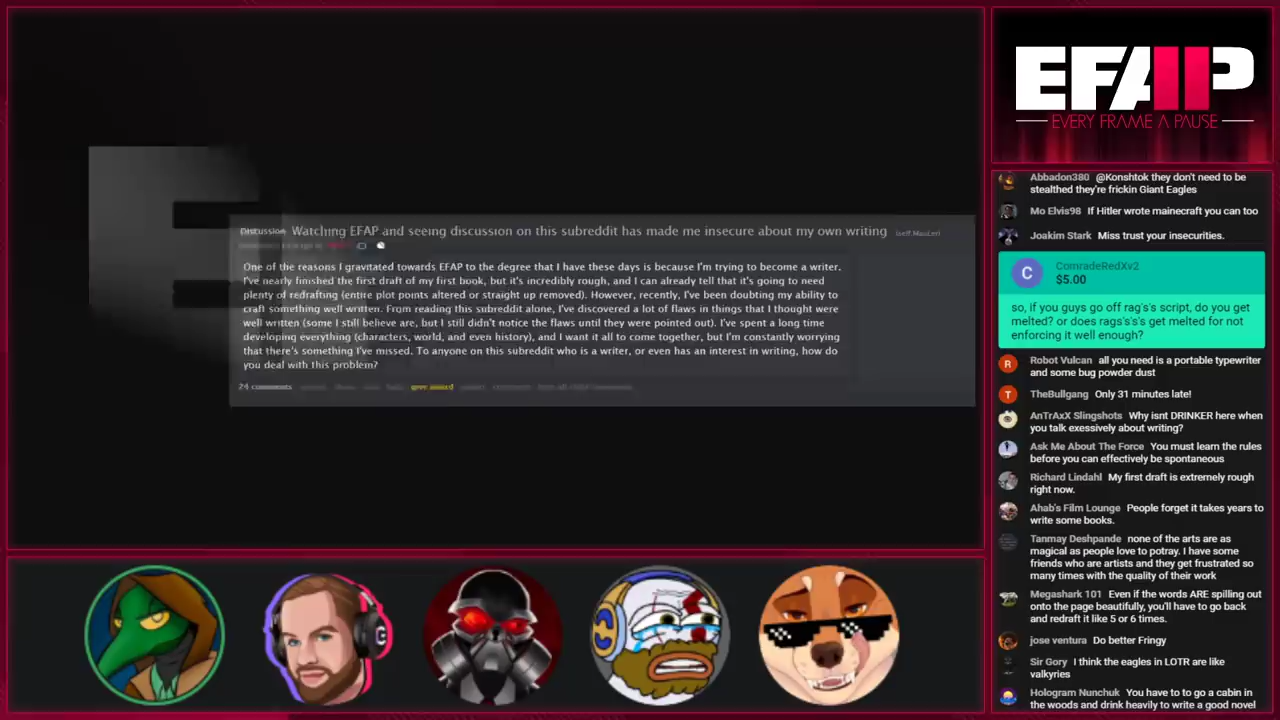 Discussion Watching EFAP and seeing discussion on this subreddit has made me insecure about my own writing (self.MauLer)
One of the reasons I gravitated towards EFAP to the degree that I have these days is because I'm trying to become a writer.
I've nearly finished the first draft of my first book, but it's incredibly rough, and I can already tell that it's going to need
plenty of redrafting (entire plot points altered or straight up removed). However, recently, I've been doubting my ability to
craft something well written. From reading this subreddit alone, I've discovered a lot of flaws in things that I thought were
well written (some I still believe are, but I still didn't notice the flaws until they were pointed out). I've spent a long time
developing everything (characters, world, and even history), and I want it all to come together, but I'm constantly worrying
that there's something I've missed. To anyone on this subreddit who is a writer, or even has an interest in writing, how do
you deal with this problem?
24 comments
EFAP
EVERY FRAME A PAUSE
Abbadon380 @Konshtok they don't need to be
stealthed they're frickin Giant Eagles
Mo Elvis98 If Hitler wrote mainecraft you can too
Joakim Stark Miss trust your insecurities.
C ComradeRedXv2
$5.00
so, if you guys go off rag's's script, do you get
melted? or does rags's's's get melted for not
enforcing it well enough?
R Robot Vulcan all you need is a portable typewriter
and some bug powder dust
T TheBullgang Only 31 minutes late!
AnTrAxX Slingshots Why isnt DRINKER here when
you talk exessively about writing?
Ask Me About The Force You must learn the rules
before you can effectively be spontaneous
Richard Lindahl My first draft is extremely rough
right now.
Ahab's Film Lounge People forget it takes years to
write some books.
Tanmay Deshpande none of the arts are as
magical as people love to potray. I have some
friends who are artists and they get frustrated so
many times with the quality of their work
Megashark 101 Even if the words ARE spilling out
onto the page beautifully, you'll have to go back
and redraft it like 5 or 6 times.
jose ventura Do better Fringy
Sir Gory I think the eagles in LOTR are like
valkyries
Hologram Nunchuk You have to to go a cabin in
the woods and drink heavily to write a good novel